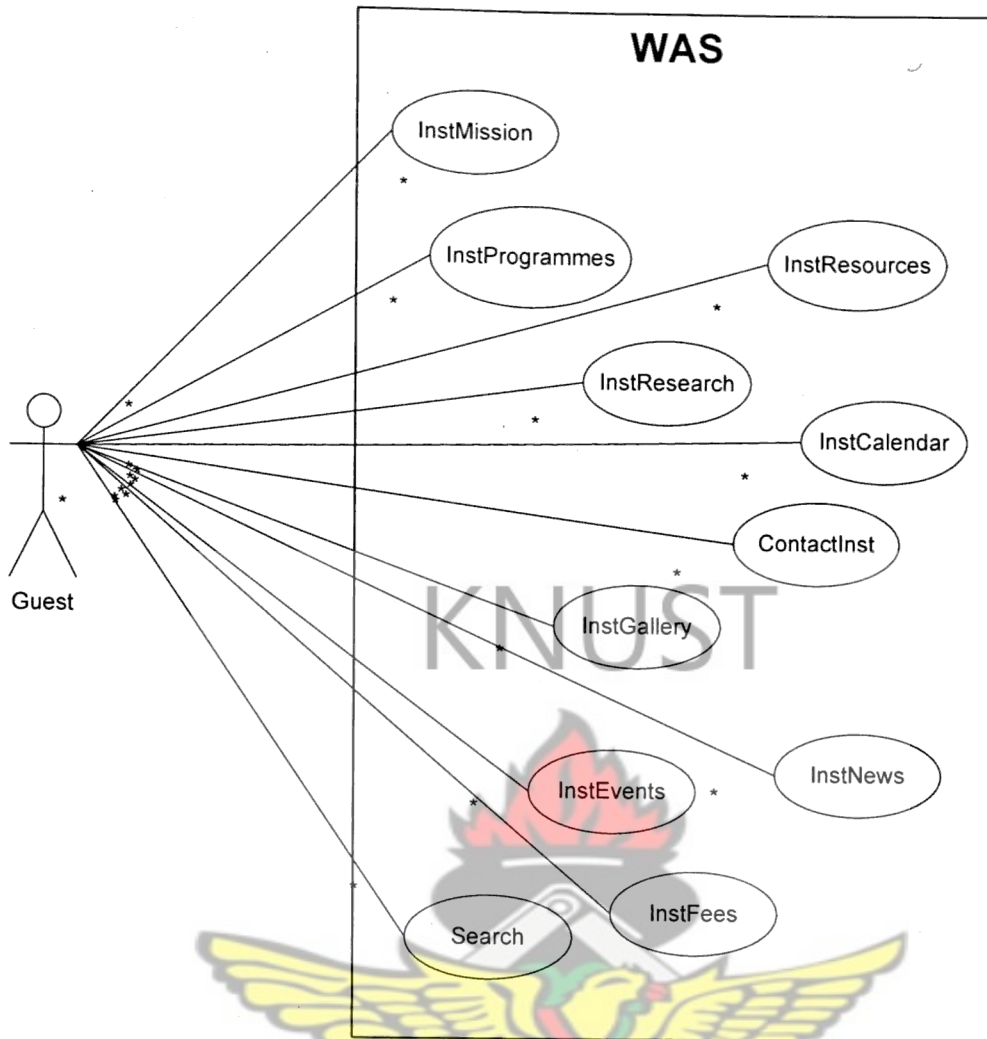 WAS
InstMission
*
InstProgrammes
*
InstResources
*
InstResearch
*
*
InstCalendar
*
ContactInst
*
Guest
*
KNUST
InstGallery
*
InstNews
InstEvents
*
*
InstFees
*
Search